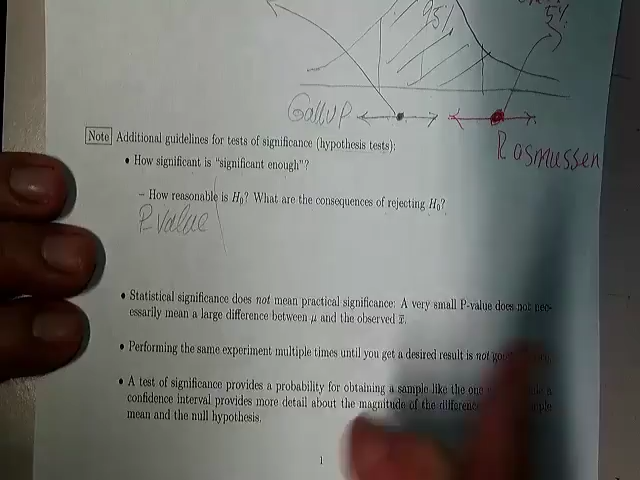 95%
5%
GallUP
Rasmussen
Note Additional guidelines for tests of significance (hypothesis tests):
• How significant is “significant enough”?
– How reasonable is H₀? What are the consequences of rejecting H₀?
P-value
• Statistical significance does not mean practical significance: A very small P-value does not nec-
essarily mean a large difference between μ and the observed x̅.
• Performing the same experiment multiple times until you get a desired result is not
• A test of significance provides a probability for obtaining a sample like the one
confidence interval provides more detail about the magnitude of the difference
mean and the null hypothesis.
1